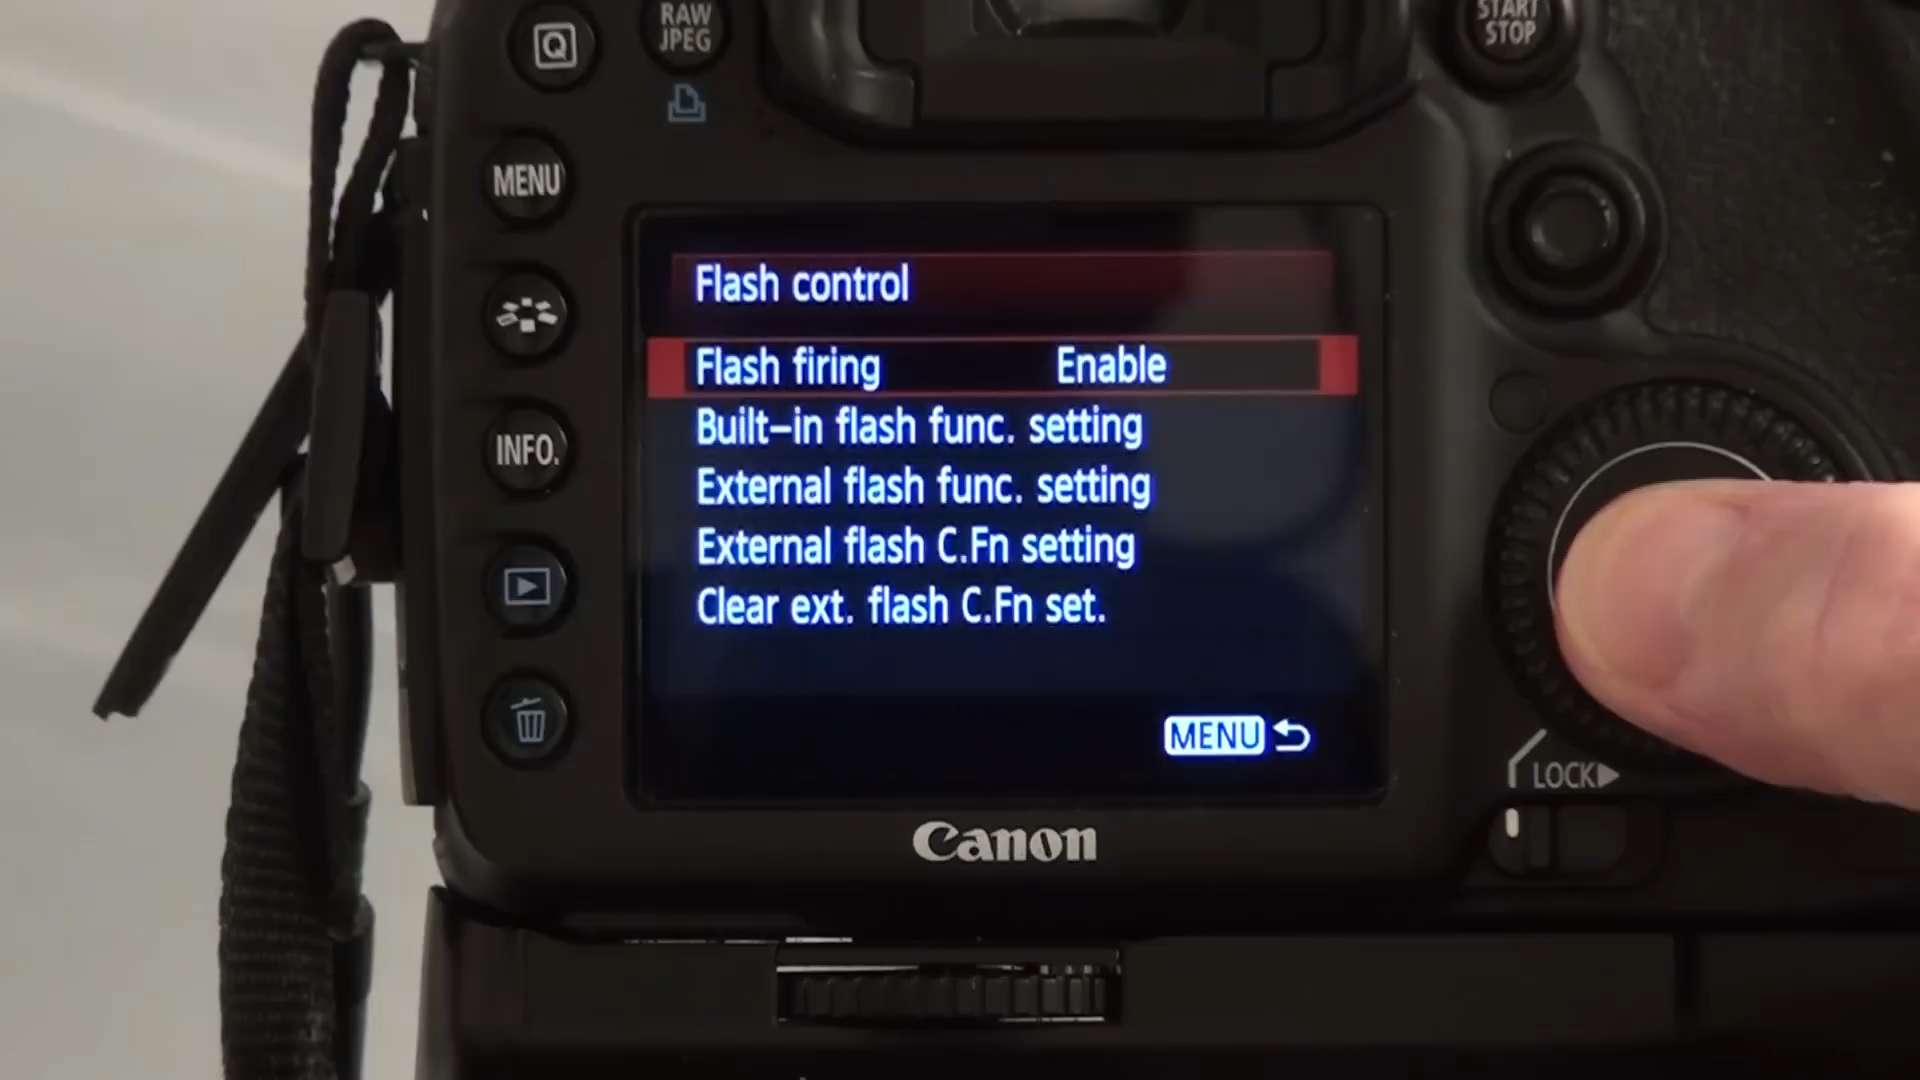 Q
RAW
JPEG
START
STOP
MENU
Flash control
Flash firing Enable
Built-in flash func. setting
INFO.
External flash func. setting
External flash C.Fn setting
Clear ext. flash C.Fn set.
MENU
LOCK
Canon